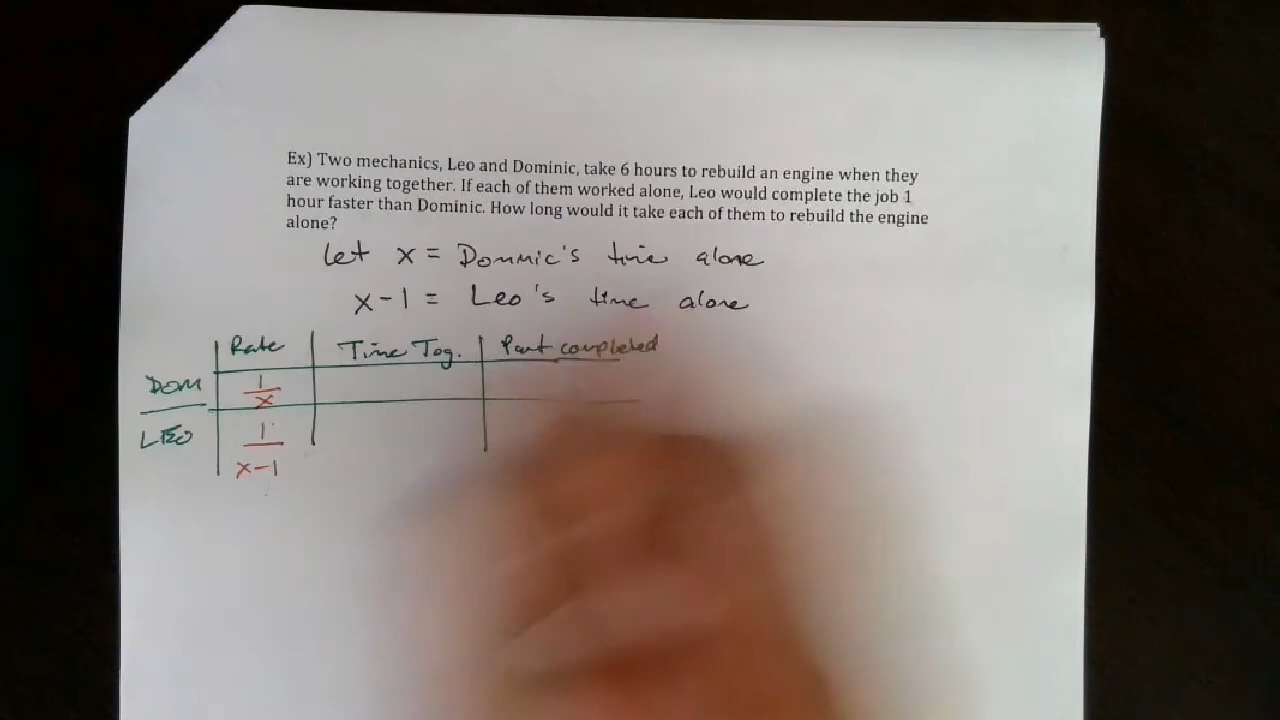 Ex) Two mechanics, Leo and Dominic, take 6 hours to rebuild an engine when they
are working together. If each of them worked alone, Leo would complete the job 1
hour faster than Dominic. How long would it take each of them to rebuild the engine
alone?
Let x = Dominic's time alone
x-1 = Leo's time alone
Rate Time Tog. Part completed
DOM 1/x
LEO 1/x-1